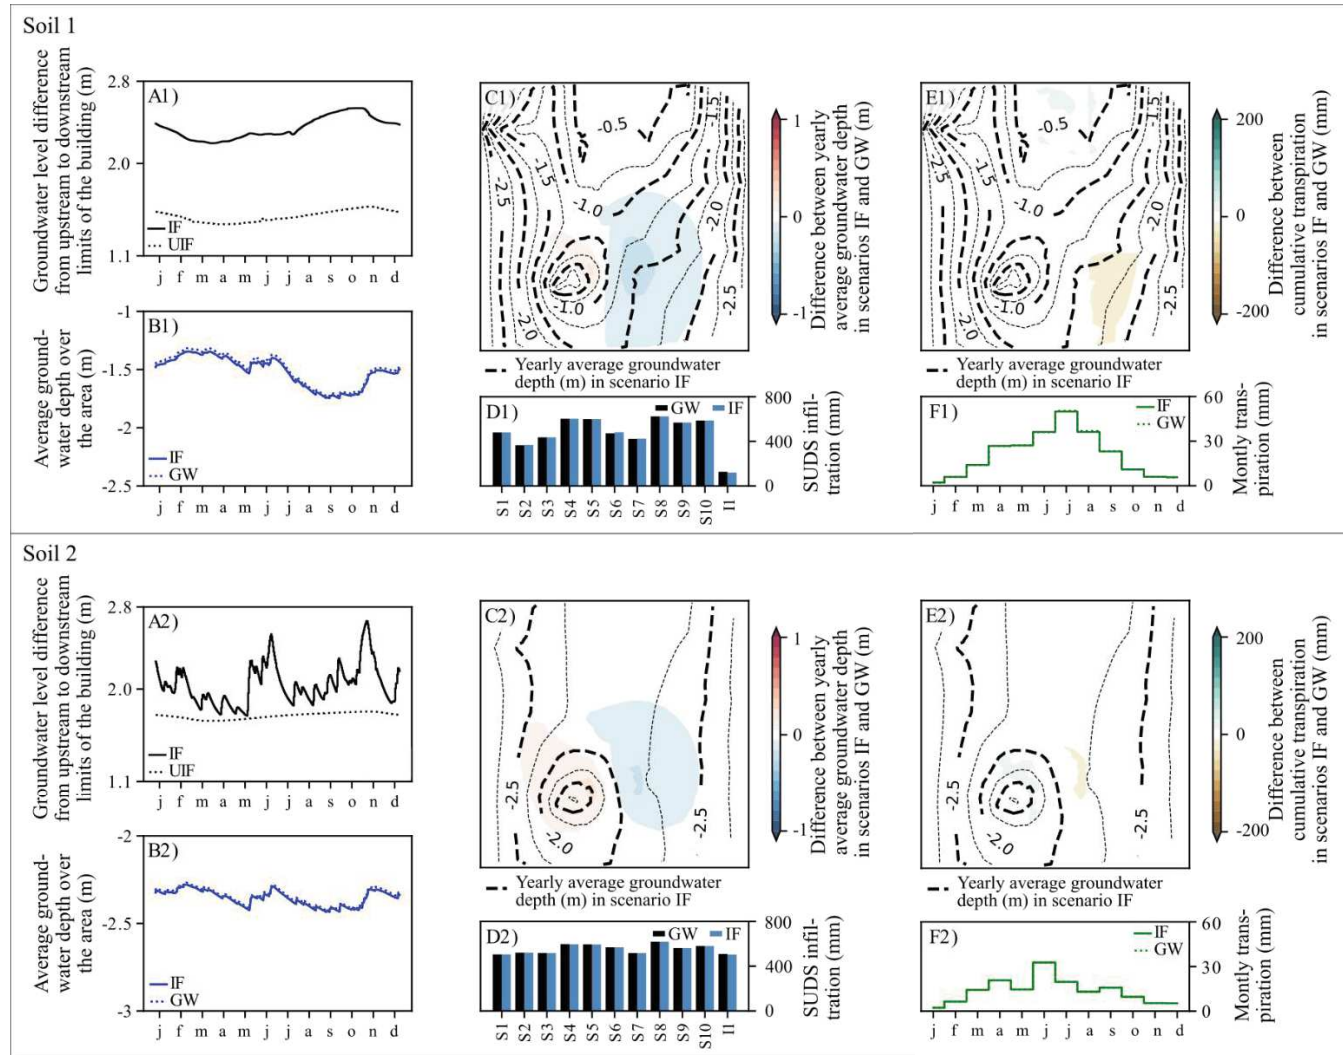 Soil 1
Groundwater level difference
from upstream to downstream
limits of the building (m)
2.8
2.0
1.1
A1)
IF
UIF
j f m a m j j a s o n d
Average ground-
water depth over
the area (m)
-1
-1.5
-2
-2.5
B1)
IF
GW
j f m a m j j a s o n d
C1)
-0.5
-1.5
-1.5
-2.5
-1.0
-2.0
-1.0
-2.0
-2.5
1
0
-1
Difference between yearly
average groundwater depth
in scenarios IF and GW (m)
Yearly average groundwater
depth (m) in scenario IF
D1)
GW IF
800
400
0
SUDS infil-
tration (mm)
S1 S2 S3 S4 S5 S6 S7 S8 S9 S10 I1
E1)
-0.5
-1.5
-1.5
-2.5
-1.0
-2.0
-1.0
-2.0
-2.5
200
0
-200
Difference between
cumulative transpiration
in scenarios IF and GW (mm)
Yearly average groundwater
depth (m) in scenario IF
F1)
IF
GW
60
30
0
Montly trans-
piration (mm)
j f m a m j j a s o n d
Soil 2
Groundwater level difference
from upstream to downstream
limits of the building (m)
2.8
2.0
1.1
A2)
IF
UIF
j f m a m j j a s o n d
Average ground-
water depth over
the area (m)
-2
-2.5
-3
B2)
IF
GW
j f m a m j j a s o n d
C2)
-2.5
-2.0
-2.5
1
0
-1
Difference between yearly
average groundwater depth
in scenarios IF and GW (m)
Yearly average groundwater
depth (m) in scenario IF
D2)
GW IF
800
400
0
SUDS infil-
tration (mm)
S1 S2 S3 S4 S5 S6 S7 S8 S9 S10 I1
E2)
-2.5
-2.0
-2.5
200
0
-200
Difference between
cumulative transpiration
in scenarios IF and GW (mm)
Yearly average groundwater
depth (m) in scenario IF
F2)
IF
GW
60
30
0
Montly trans-
piration (mm)
j f m a m j j a s o n d